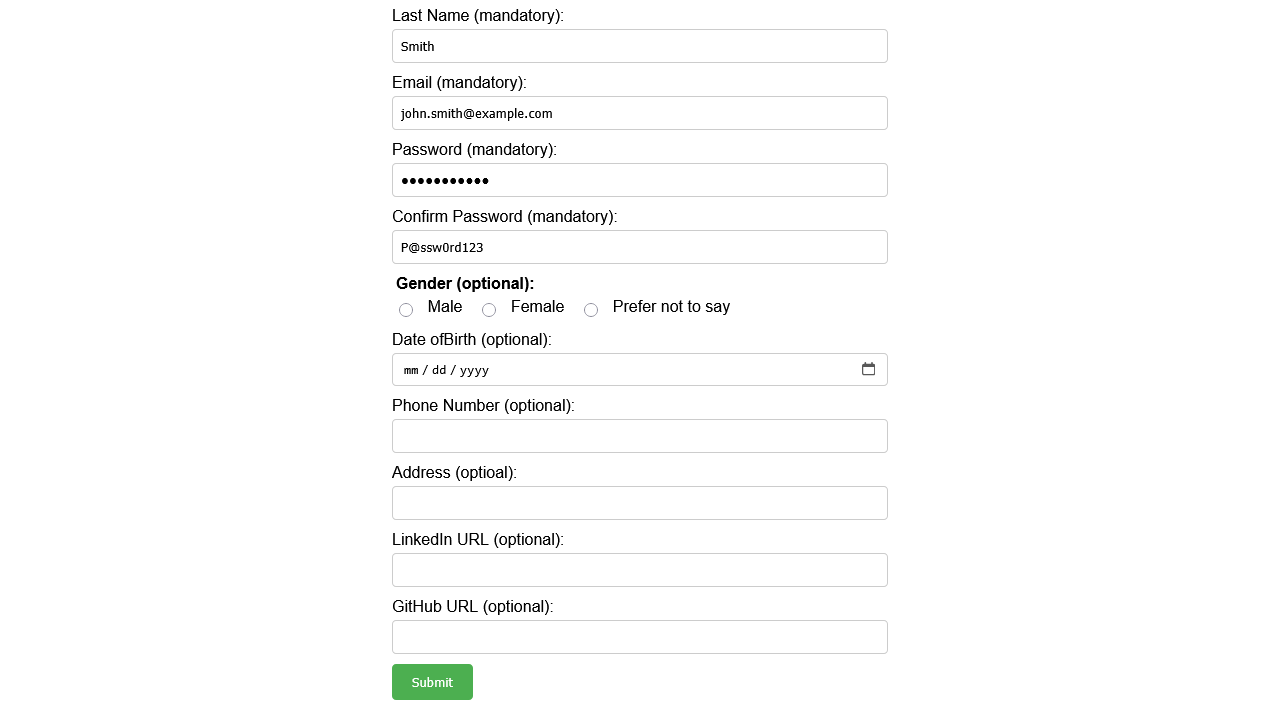 Last Name (mandatory):
Smith
Email (mandatory):
john.smith@example.com
Password (mandatory):
●●●●●●●●●●●
Confirm Password (mandatory):
P@ssw0rd123
Gender (optional):
Male Female Prefer not to say
Date ofBirth (optional):
mm / dd / yyyy
Phone Number (optional):
Address (optioal):
LinkedIn URL (optional):
GitHub URL (optional):
Submit